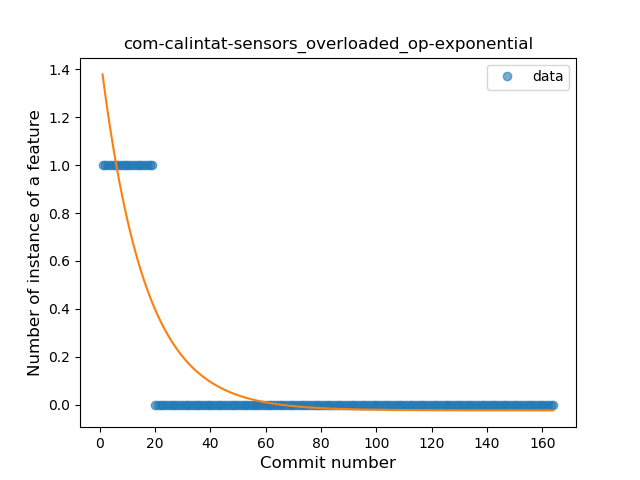 com-calintat-sensors_overloaded_op-exponential
data
Number of instance of a feature
1.4
1.2
1.0
0.8
0.6
0.4
0.2
0.0
0 20 40 60 80 100 120 140 160
Commit number